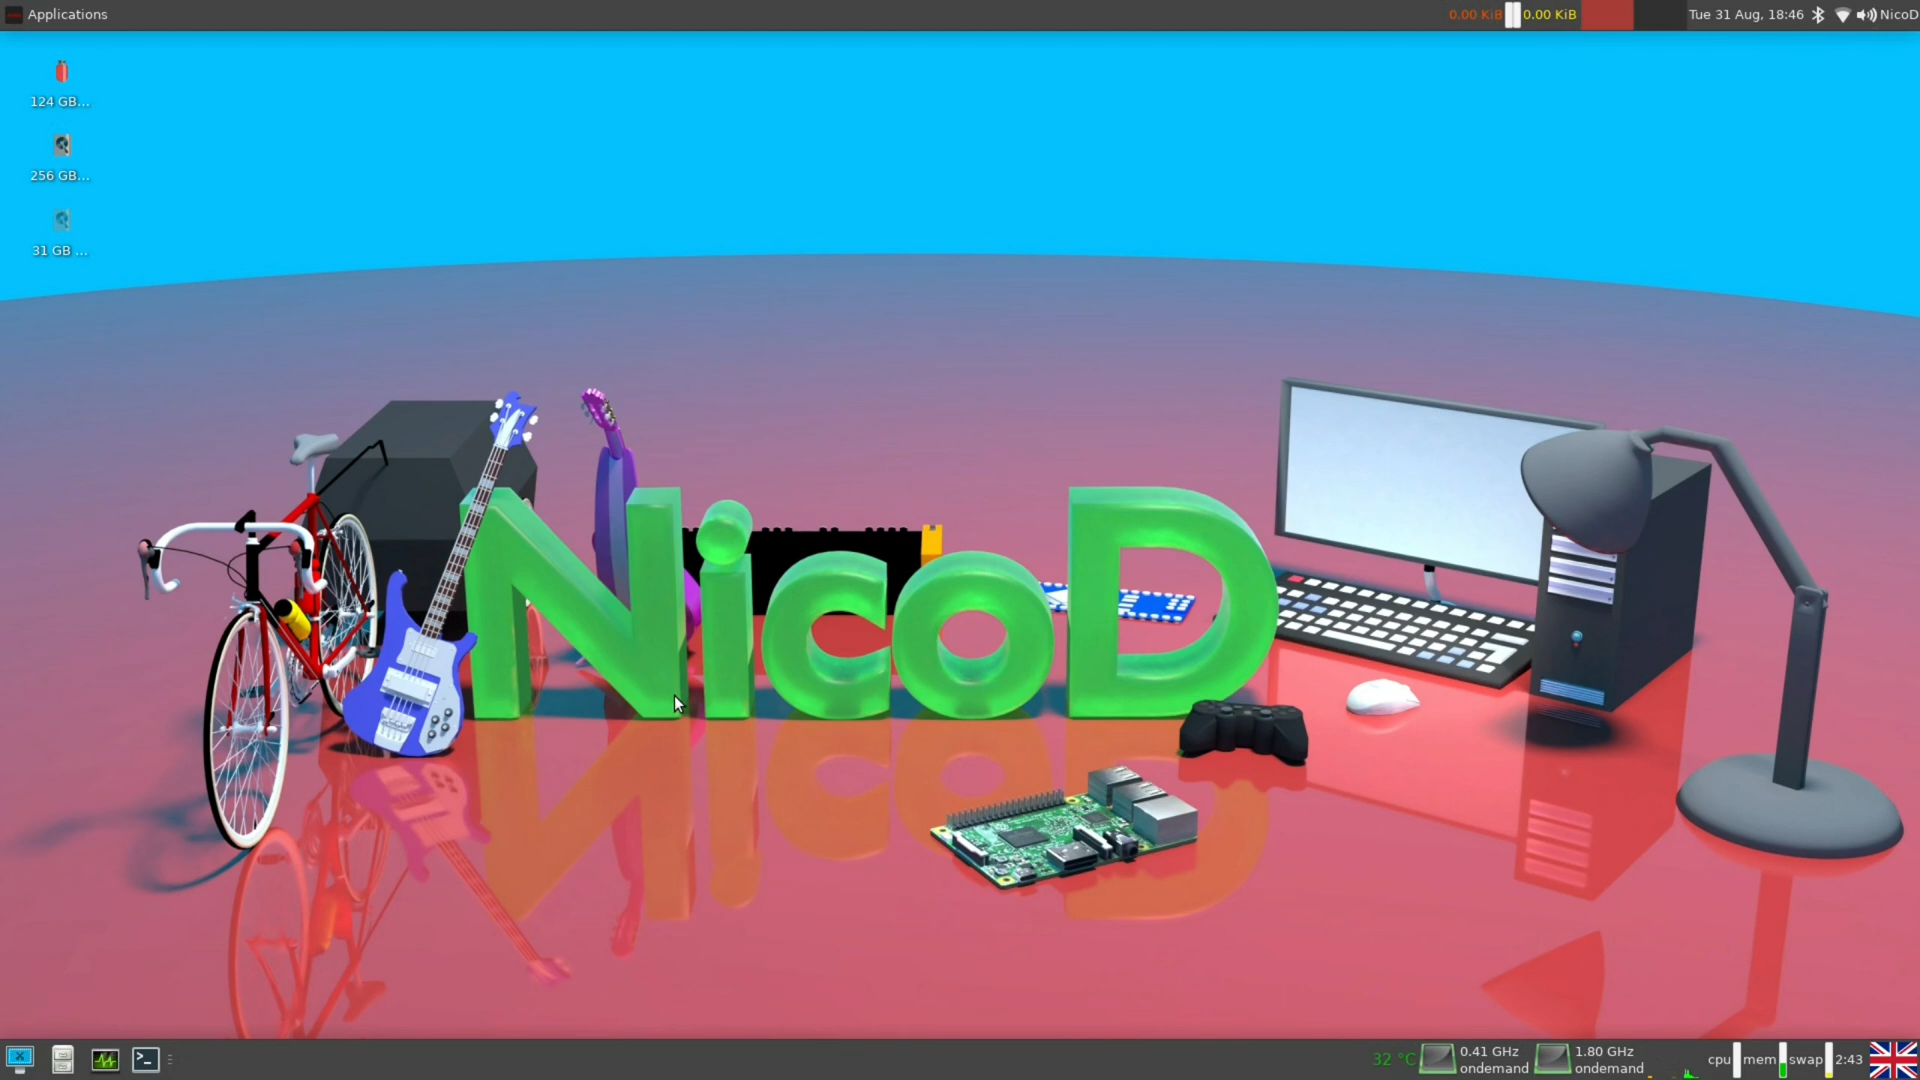 Applications
0.00 KiB 0.00 KiB Tue 31 Aug, 18:46 NicoD
124 GB...
256 GB...
31 GB ...
NicoD
32 °C
0.41 GHz
ondemand
1.80 GHz
ondemand
cpu mem swap 2:43